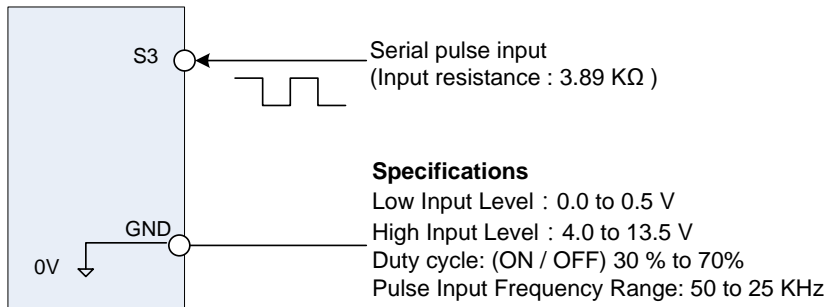 S3
Serial pulse input
(Input resistance : 3.89 KΩ )
Specifications
Low Input Level : 0.0 to 0.5 V
GND
High Input Level : 4.0 to 13.5 V
0V
Duty cycle: (ON / OFF) 30 % to 70%
Pulse Input Frequency Range: 50 to 25 KHz